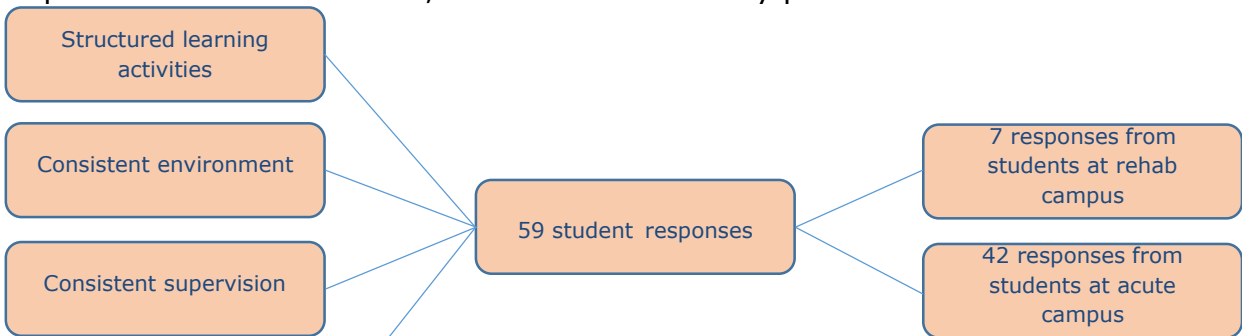 Structured learning
activities
Consistent environment
Consistent supervision
59 student responses
7 responses from
students at rehab
campus
42 responses from
students at acute
campus